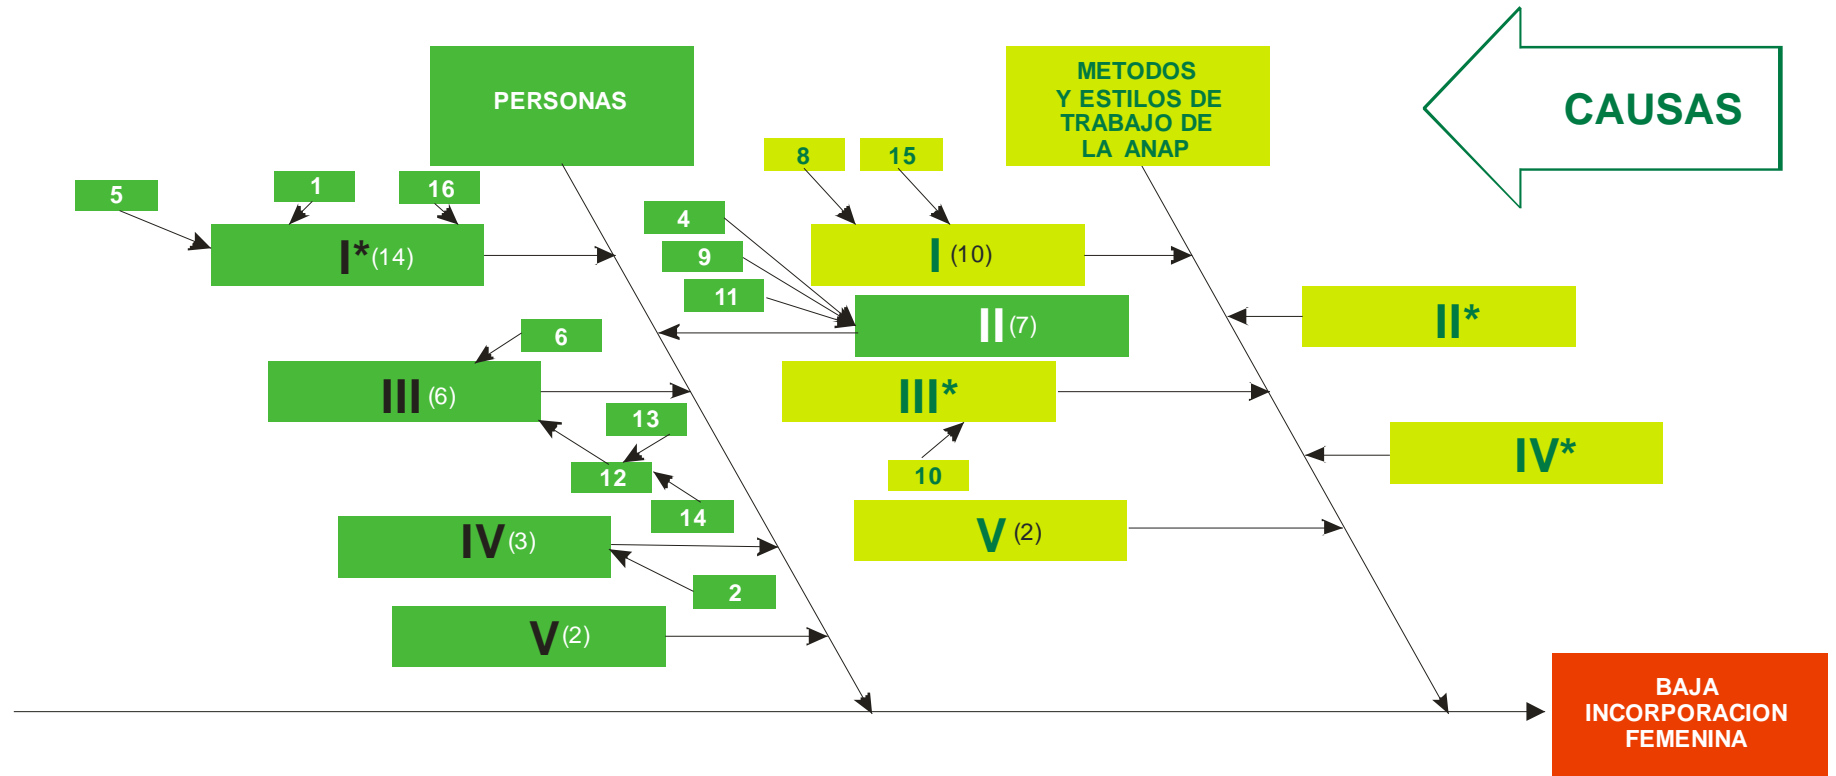 PERSONAS
METODOS
Y ESTILOS DE
TRABAJO DE
LA ANAP
CAUSAS
8
15
5
1
16
4
I* (14)
I (10)
9
11
II (7)
II*
6
III (6)
III*
13
12
10
IV*
14
IV (3)
V (2)
2
V (2)
BAJA
INCORPORACION
FEMENINA